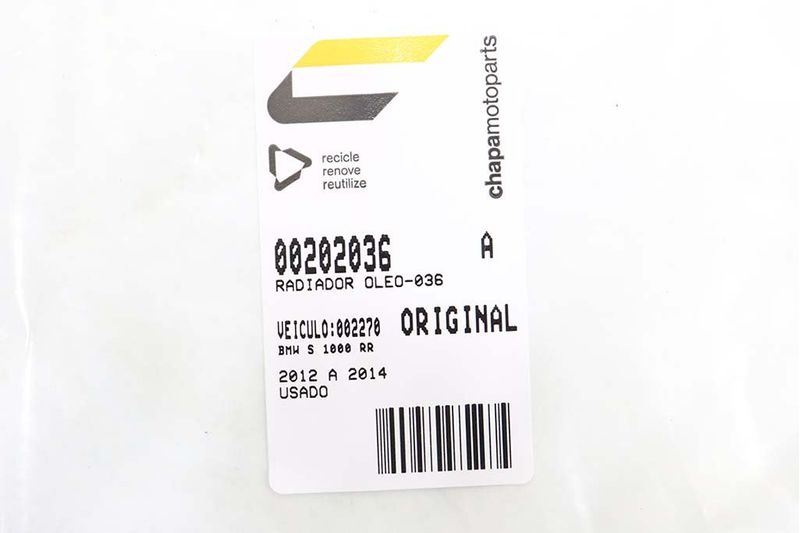 chapamotoparts
recicle
renove
reutilize
00202036 A
RADIADOR OLEO-036
VEICULO:002270 ORIGINAL
BMW S 1000 RR
2012 A 2014
USADO